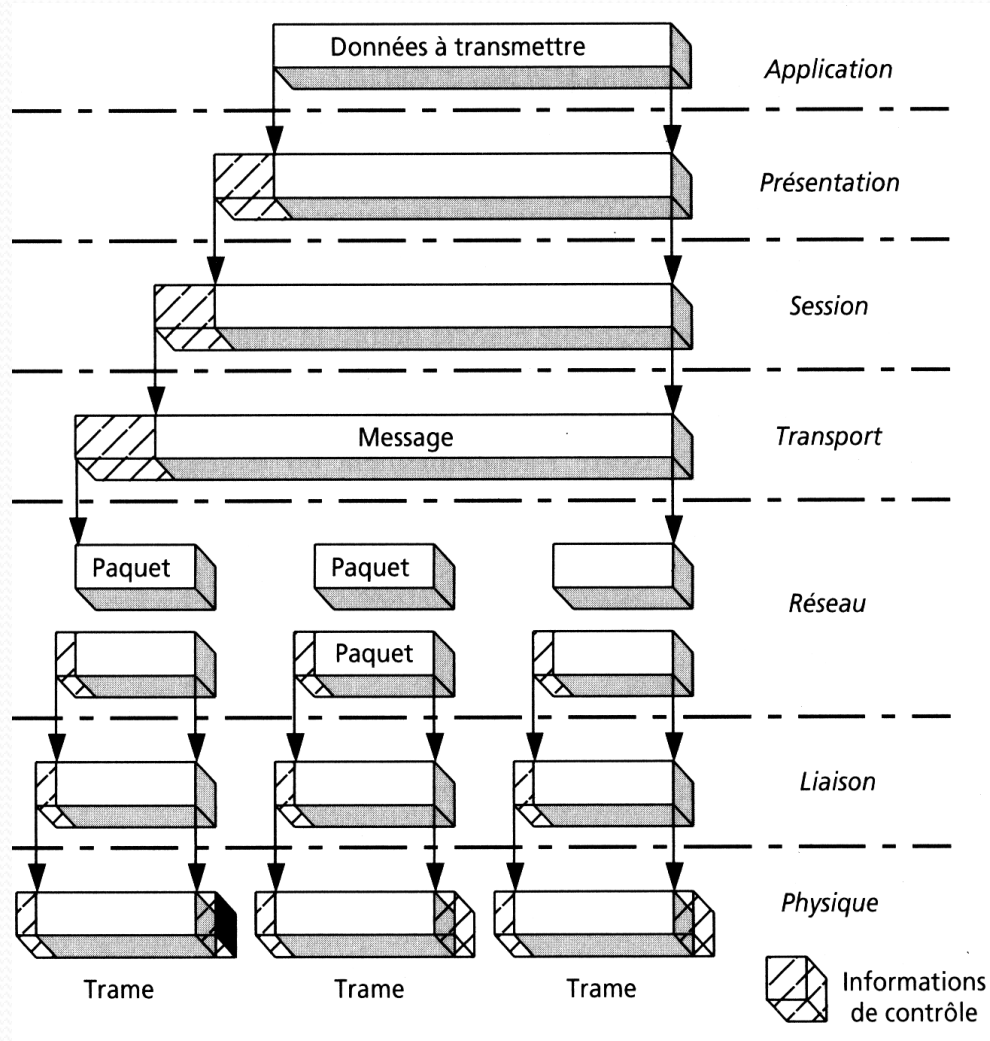 Données à transmettre
Application
Présentation
Session
Message
Transport
Paquet
Paquet
Réseau
Paquet
Liaison
Physique
Trame
Trame
Trame
Informations
de contrôle